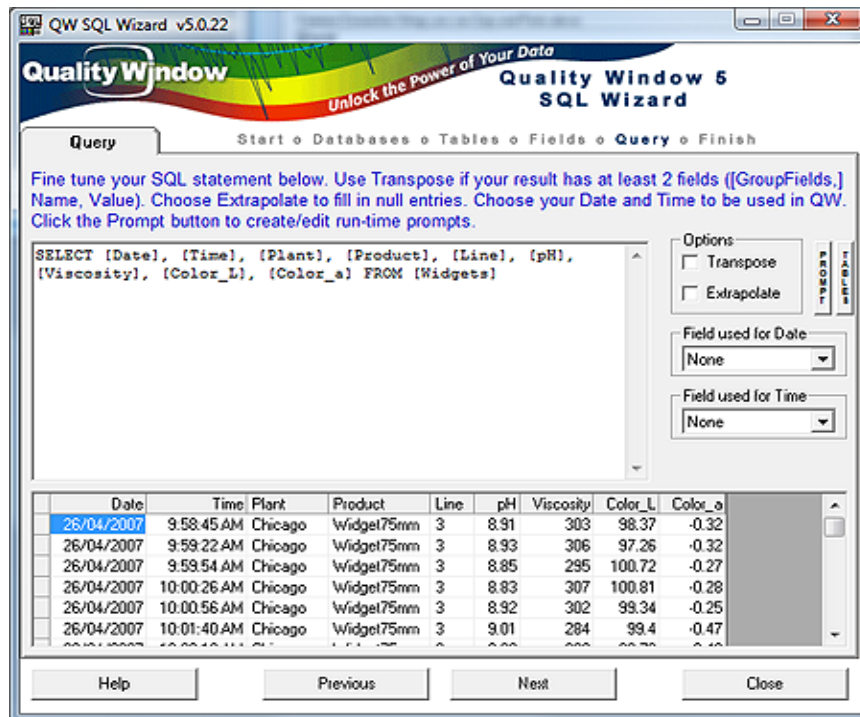 QW SQL Wizard v5.0.22
Quality Window
Unlock the Power of Your Data
Quality Window 5
SQL Wizard
Query
Start o Databases o Tables o Fields o Query o Finish
Fine tune your SQL statement below. Use Transpose if your result has at least 2 fields ([GroupFields,]
Name, Value). Choose Extrapolate to fill in null entries. Choose your Date and Time to be used in QW.
Click the Prompt button to create/edit run-time prompts.
SELECT [Date], [Time], [Plant], [Product], [Line], [pH],
[Viscosity], [Color_L], [Color_a] FROM [Widgets]
Options
Transpose
Extrapolate
PROMPT
TABLES
Field used for Date
None
Field used for Time
None
Date Time Plant Product Line pH Viscosity Color_L Color_a
26/04/2007 9:58:45 AM Chicago Widget75mm 3 8.91 303 98.37 -0.32
26/04/2007 9:59:22 AM Chicago Widget75mm 3 8.93 306 97.26 -0.32
26/04/2007 9:59:54 AM Chicago Widget75mm 3 8.85 295 100.72 -0.27
26/04/2007 10:00:26 AM Chicago Widget75mm 3 8.83 307 100.81 -0.28
26/04/2007 10:00:56 AM Chicago Widget75mm 3 8.92 302 99.34 -0.25
26/04/2007 10:01:40 AM Chicago Widget75mm 3 9.01 284 99.4 -0.47
Help
Previous
Next
Close